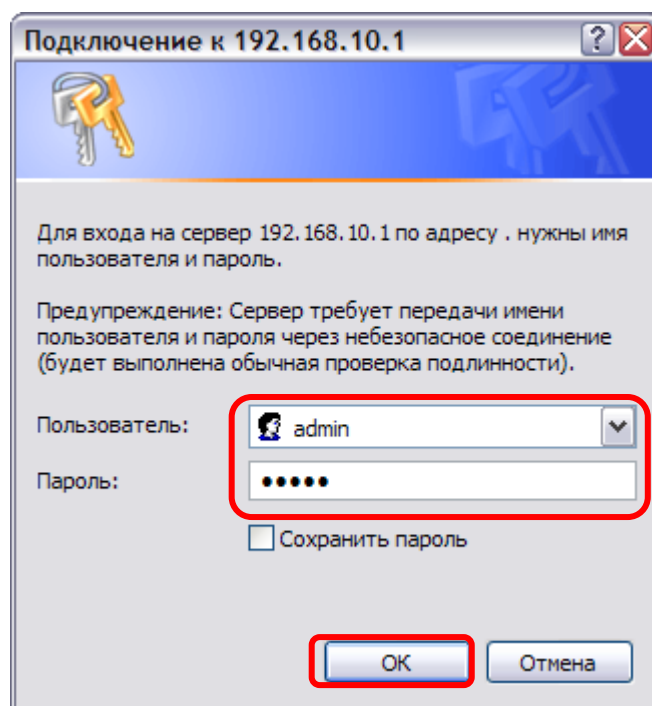 Подключение к 192.168.10.1
Для входа на сервер 192.168.10.1 по адресу . нужны имя
пользователя и пароль.
Предупреждение: Сервер требует передачи имени
пользователя и пароля через небезопасное соединение
(будет выполнена обычная проверка подлинности).
Пользователь: admin
Пароль: •••••
Сохранить пароль
ОК Отмена